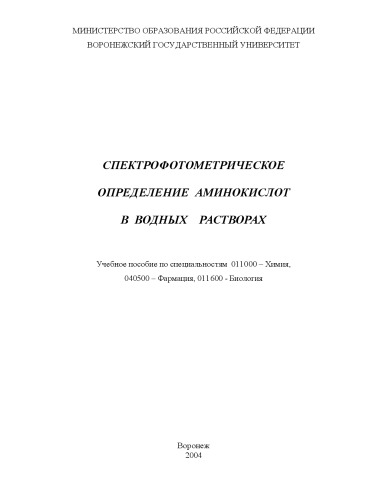 МИНИСТЕРСТВО ОБРАЗОВАНИЯ РОССИЙСКОЙ ФЕДЕРАЦИИ
ВОРОНЕЖСКИЙ ГОСУДАРСТВЕННЫЙ УНИВЕРСИТЕТ
СПЕКТРОФОТОМЕТРИЧЕСКОЕ
ОПРЕДЕЛЕНИЕ АМИНОКИСЛОТ
В ВОДНЫХ РАСТВОРАХ
Учебное пособие по специальностям 011000 – Химия,
040500 – Фармация, 011600 - Биология
Воронеж
2004